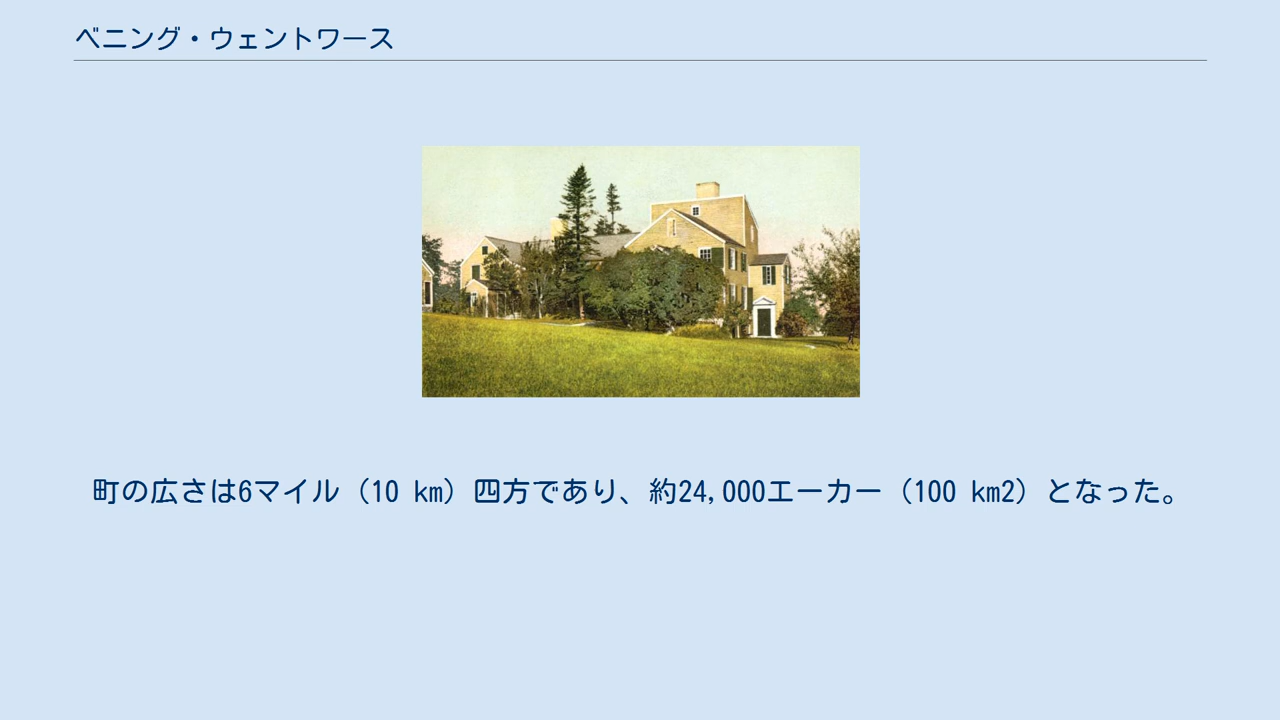 ベニング・ウェントワース
町の広さは6マイル（10 km）四方であり、約24,000エーカー（100 km2）となった。